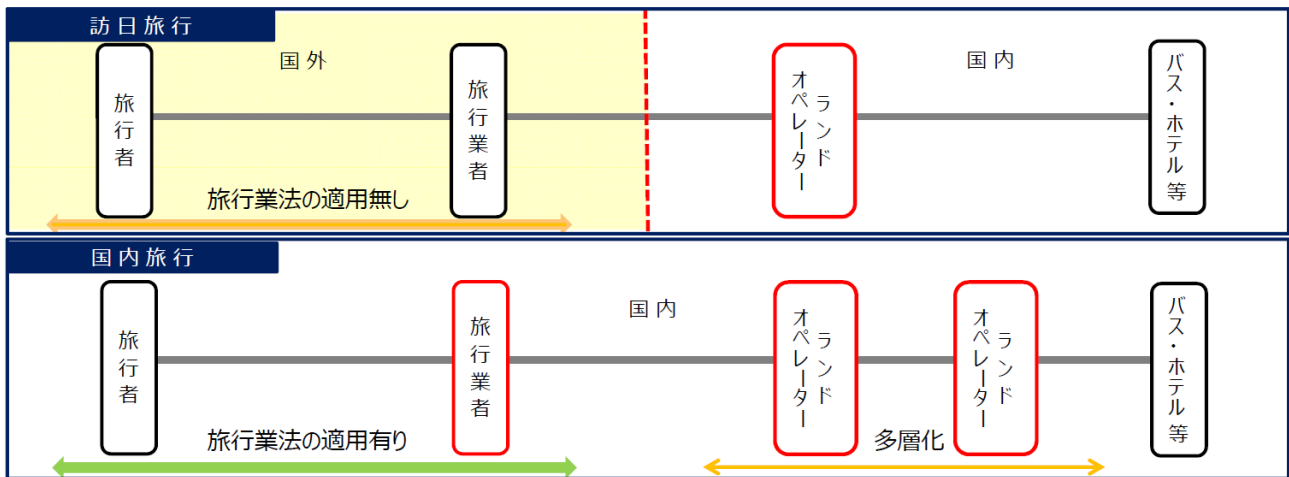 訪日旅行
国外
国内
旅行者
旅行業者
ランド
オペレーター
バス・ホテル等
旅行業法の適用無し
国内旅行
国内
旅行者
旅行業者
ランド
オペレーター
ランド
オペレーター
バス・ホテル等
旅行業法の適用有り
多層化